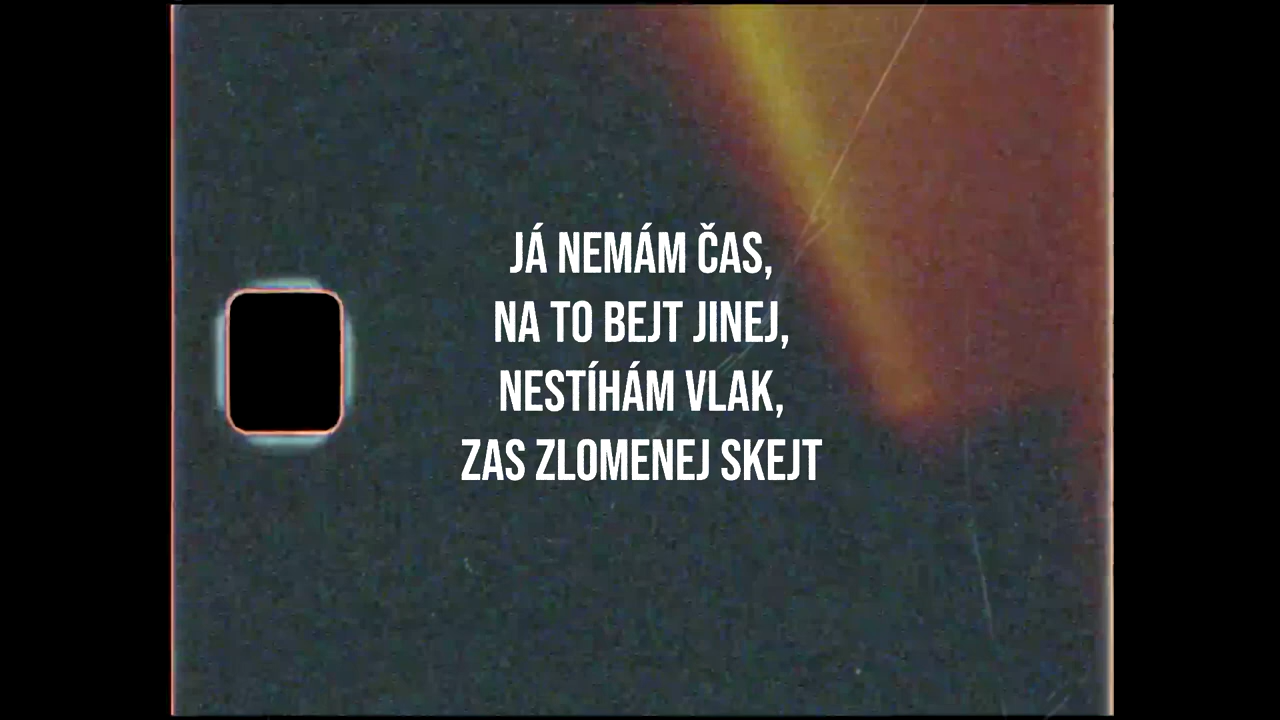 JÁ NEMÁM ČAS,
NA TO BEJT JINEJ,
NESTÍHÁM VLAK,
ZAS ZLOMENEJ SKEJT